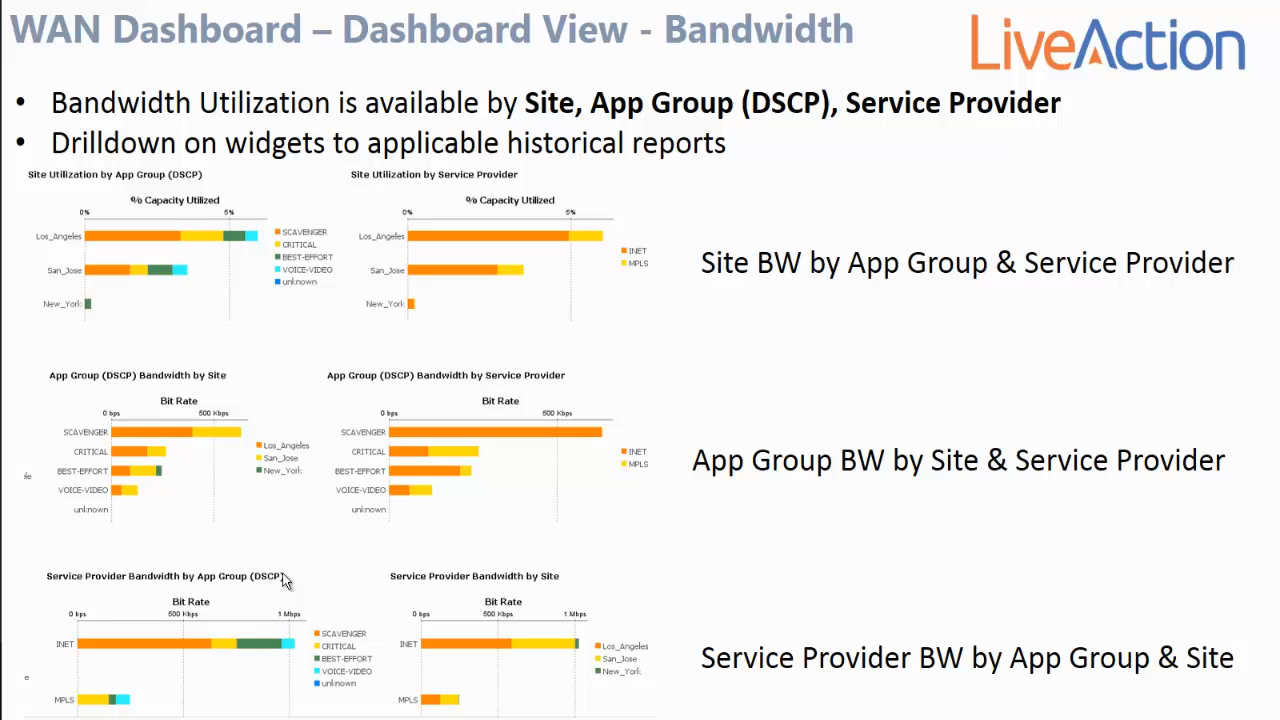 WAN Dashboard – Dashboard View - Bandwidth
LiveAction
• Bandwidth Utilization is available by Site, App Group (DSCP), Service Provider
• Drilldown on widgets to applicable historical reports
Site Utilization by App Group (DSCP)
% Capacity Utilized
0% 5%
Los_Angeles
San_Jose
New_York
SCAVENGER
CRITICAL
BEST-EFFORT
VOICE-VIDEO
unknown
Site Utilization by Service Provider
% Capacity Utilized
0% 5%
Los_Angeles
San_Jose
New_York
INET
MPLS
Site BW by App Group & Service Provider
App Group (DSCP) Bandwidth by Site
Bit Rate
0 bps 500 Kbps
SCAVENGER
CRITICAL
BEST-EFFORT
VOICE-VIDEO
unknown
Los_Angeles
San_Jose
New_York
App Group (DSCP) Bandwidth by Service Provider
Bit Rate
0 bps 500 Kbps
SCAVENGER
CRITICAL
BEST-EFFORT
VOICE-VIDEO
unknown
INET
MPLS
App Group BW by Site & Service Provider
Service Provider Bandwidth by App Group (DSCP)
Bit Rate
0 bps 500 Kbps 1 Mbps
INET
MPLS
SCAVENGER
CRITICAL
BEST-EFFORT
VOICE-VIDEO
unknown
Service Provider Bandwidth by Site
Bit Rate
0 bps 500 Kbps 1 Mbps
INET
MPLS
Los_Angeles
San_Jose
New_York
Service Provider BW by App Group & Site